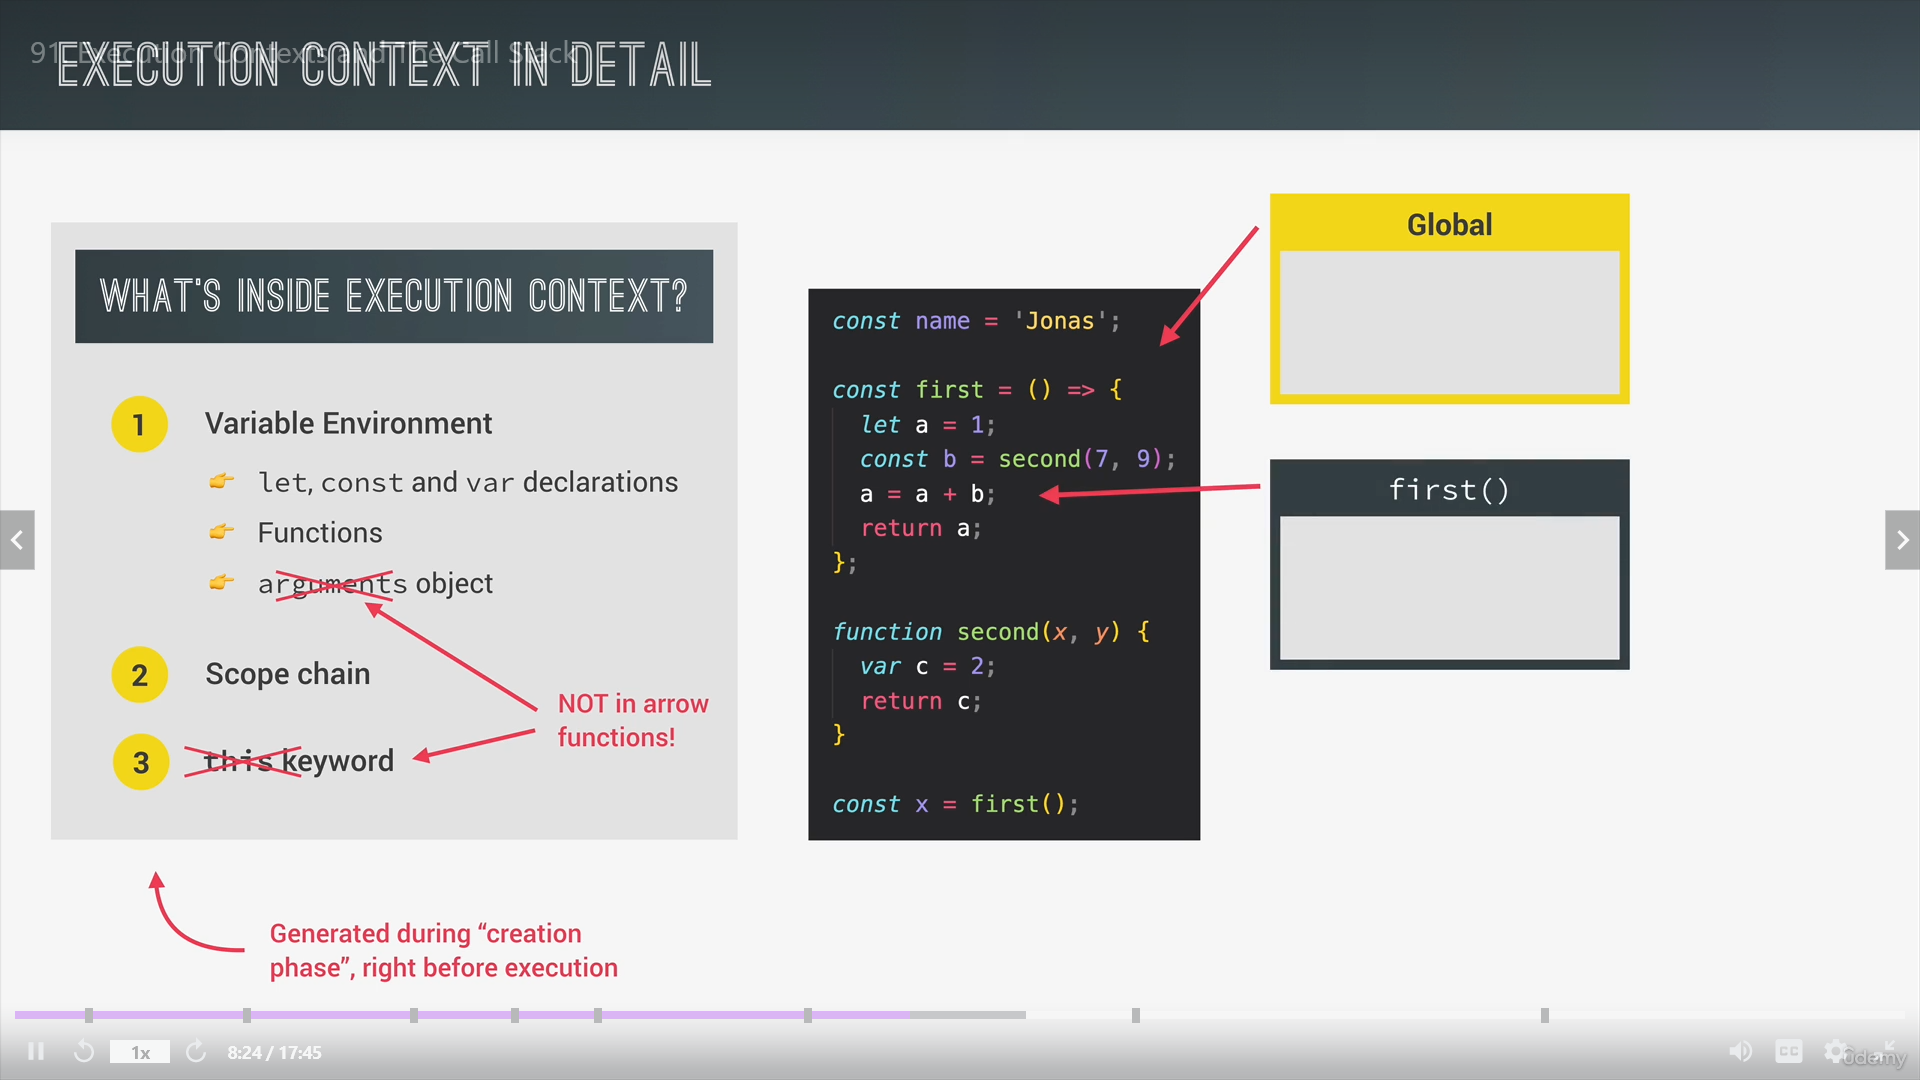 91. Execution Contexts and The Call Stack
EXECUTION CONTEXT IN DETAIL
WHAT'S INSIDE EXECUTION CONTEXT?
1 Variable Environment
👉 let, const and var declarations
👉 Functions
👉 arguments object
2 Scope chain
3 this keyword
NOT in arrow
functions!
Generated during “creation
phase”, right before execution
const name = 'Jonas';
const first = () => {
let a = 1;
const b = second(7, 9);
a = a + b;
return a;
};
function second(x, y) {
var c = 2;
return c;
}
const x = first();
Global
first()
1x
8:24 / 17:45
CC
ûdemy